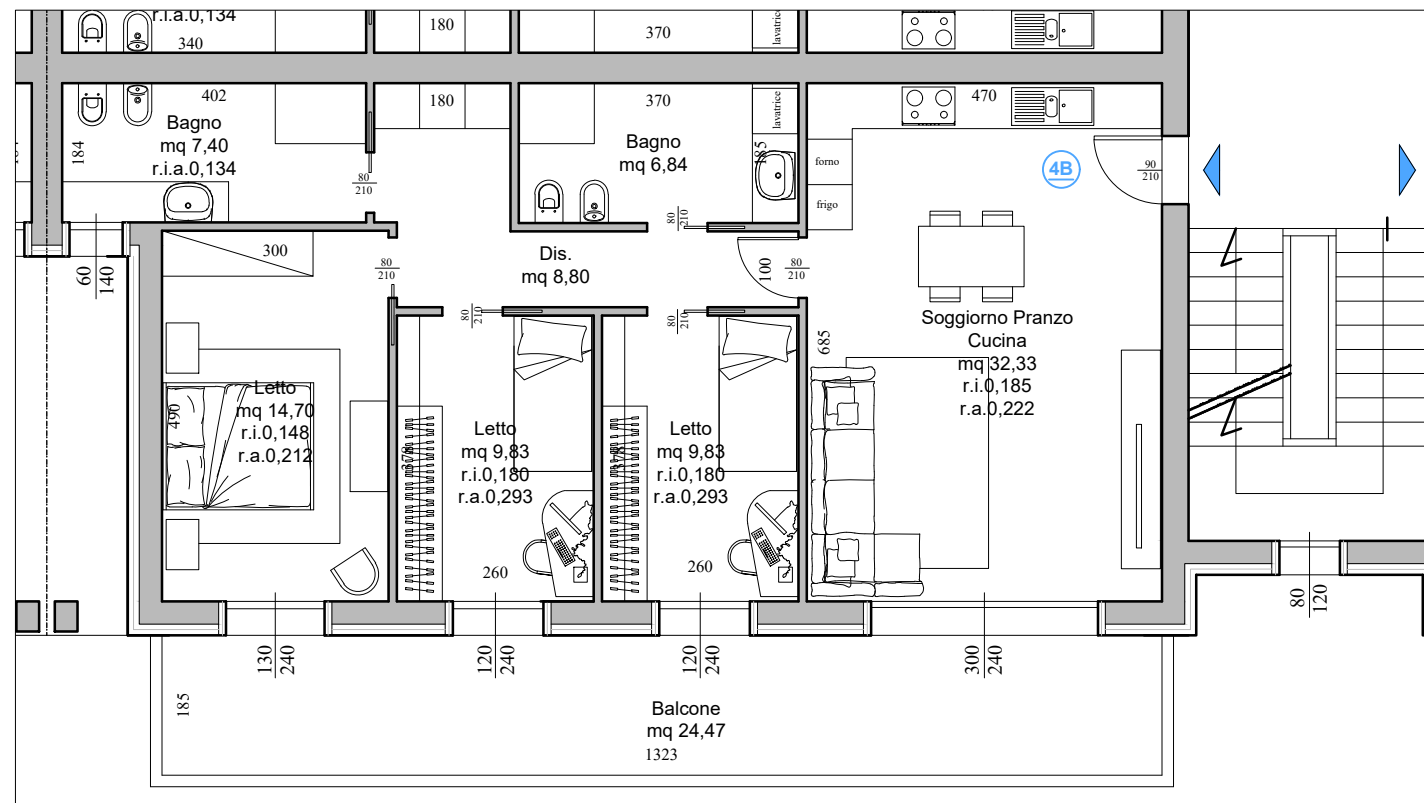 r.i.a.0,134
340
180
370
lavatrice
402
180
370
lavatrice
470
Bagno
mq 7,40
r.i.a.0,134
184
Bagno
mq 6,84
185
forno
frigo
4B
90
210
80
210
80
210
300
80
210
Dis.
mq 8,80
100
80
210
60
140
80
210
80
210
Soggiorno Pranzo
Cucina
mq 32,33
r.i.0,185
r.a.0,222
685
Letto
mq 14,70
r.i.0,148
r.a.0,212
490
Letto
mq 9,83
r.i.0,180
r.a.0,293
378
Letto
mq 9,83
r.i.0,180
r.a.0,293
260
260
130
240
120
240
120
240
300
240
80
120
185
Balcone
mq 24,47
1323